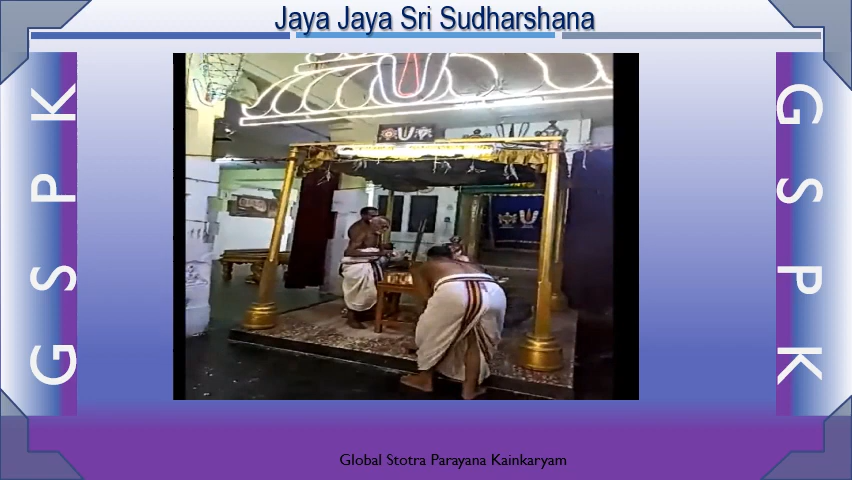 Jaya Jaya Sri Sudharshana
G S P K
G S P K
Global Stotra Parayana Kainkaryam